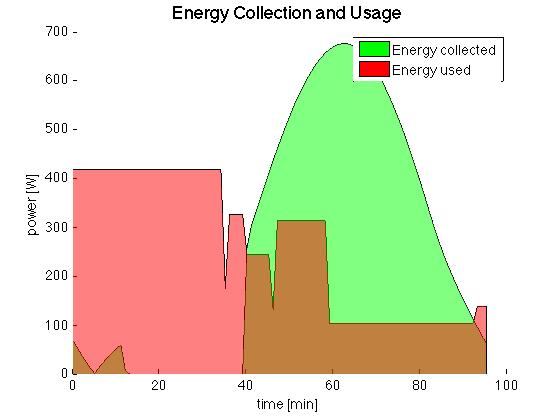 Energy Collection and Usage
700
Energy collected
Energy used
600
500
400
300
200
100
0
power [W]
0 20 40 60 80 100
time [min]